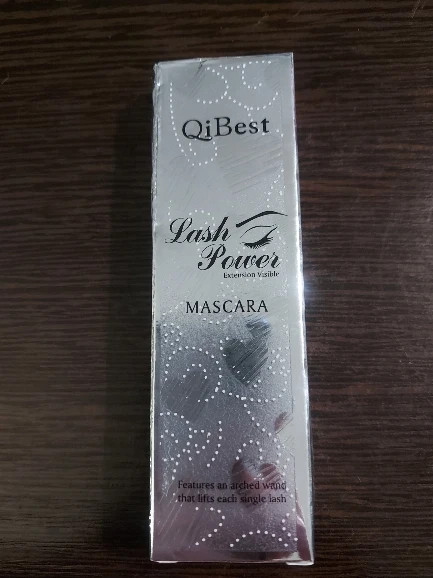 QiBest
Lash
Power
Extension Visible
MASCARA
Features an arched wand
that lifts each single lash